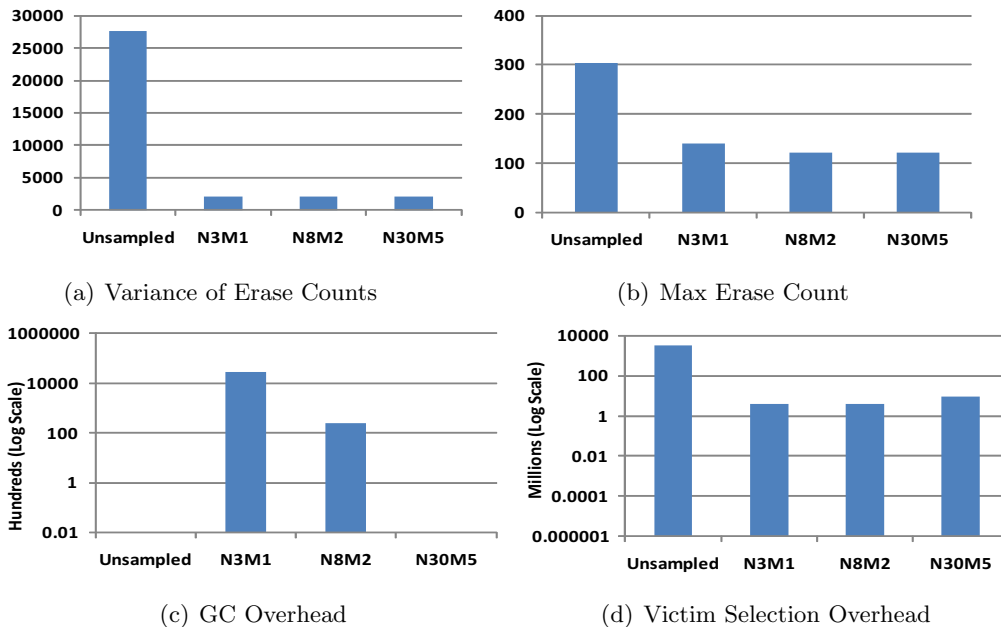 30000
25000
20000
15000
10000
5000
0
Unsampled N3M1 N8M2 N30M5
(a) Variance of Erase Counts
400
300
200
100
0
Unsampled N3M1 N8M2 N30M5
(b) Max Erase Count
Hundreds (Log Scale)
1000000
10000
100
1
0.01
Unsampled N3M1 N8M2 N30M5
(c) GC Overhead
Millions (Log Scale)
10000
100
1
0.01
0.0001
0.000001
Unsampled N3M1 N8M2 N30M5
(d) Victim Selection Overhead